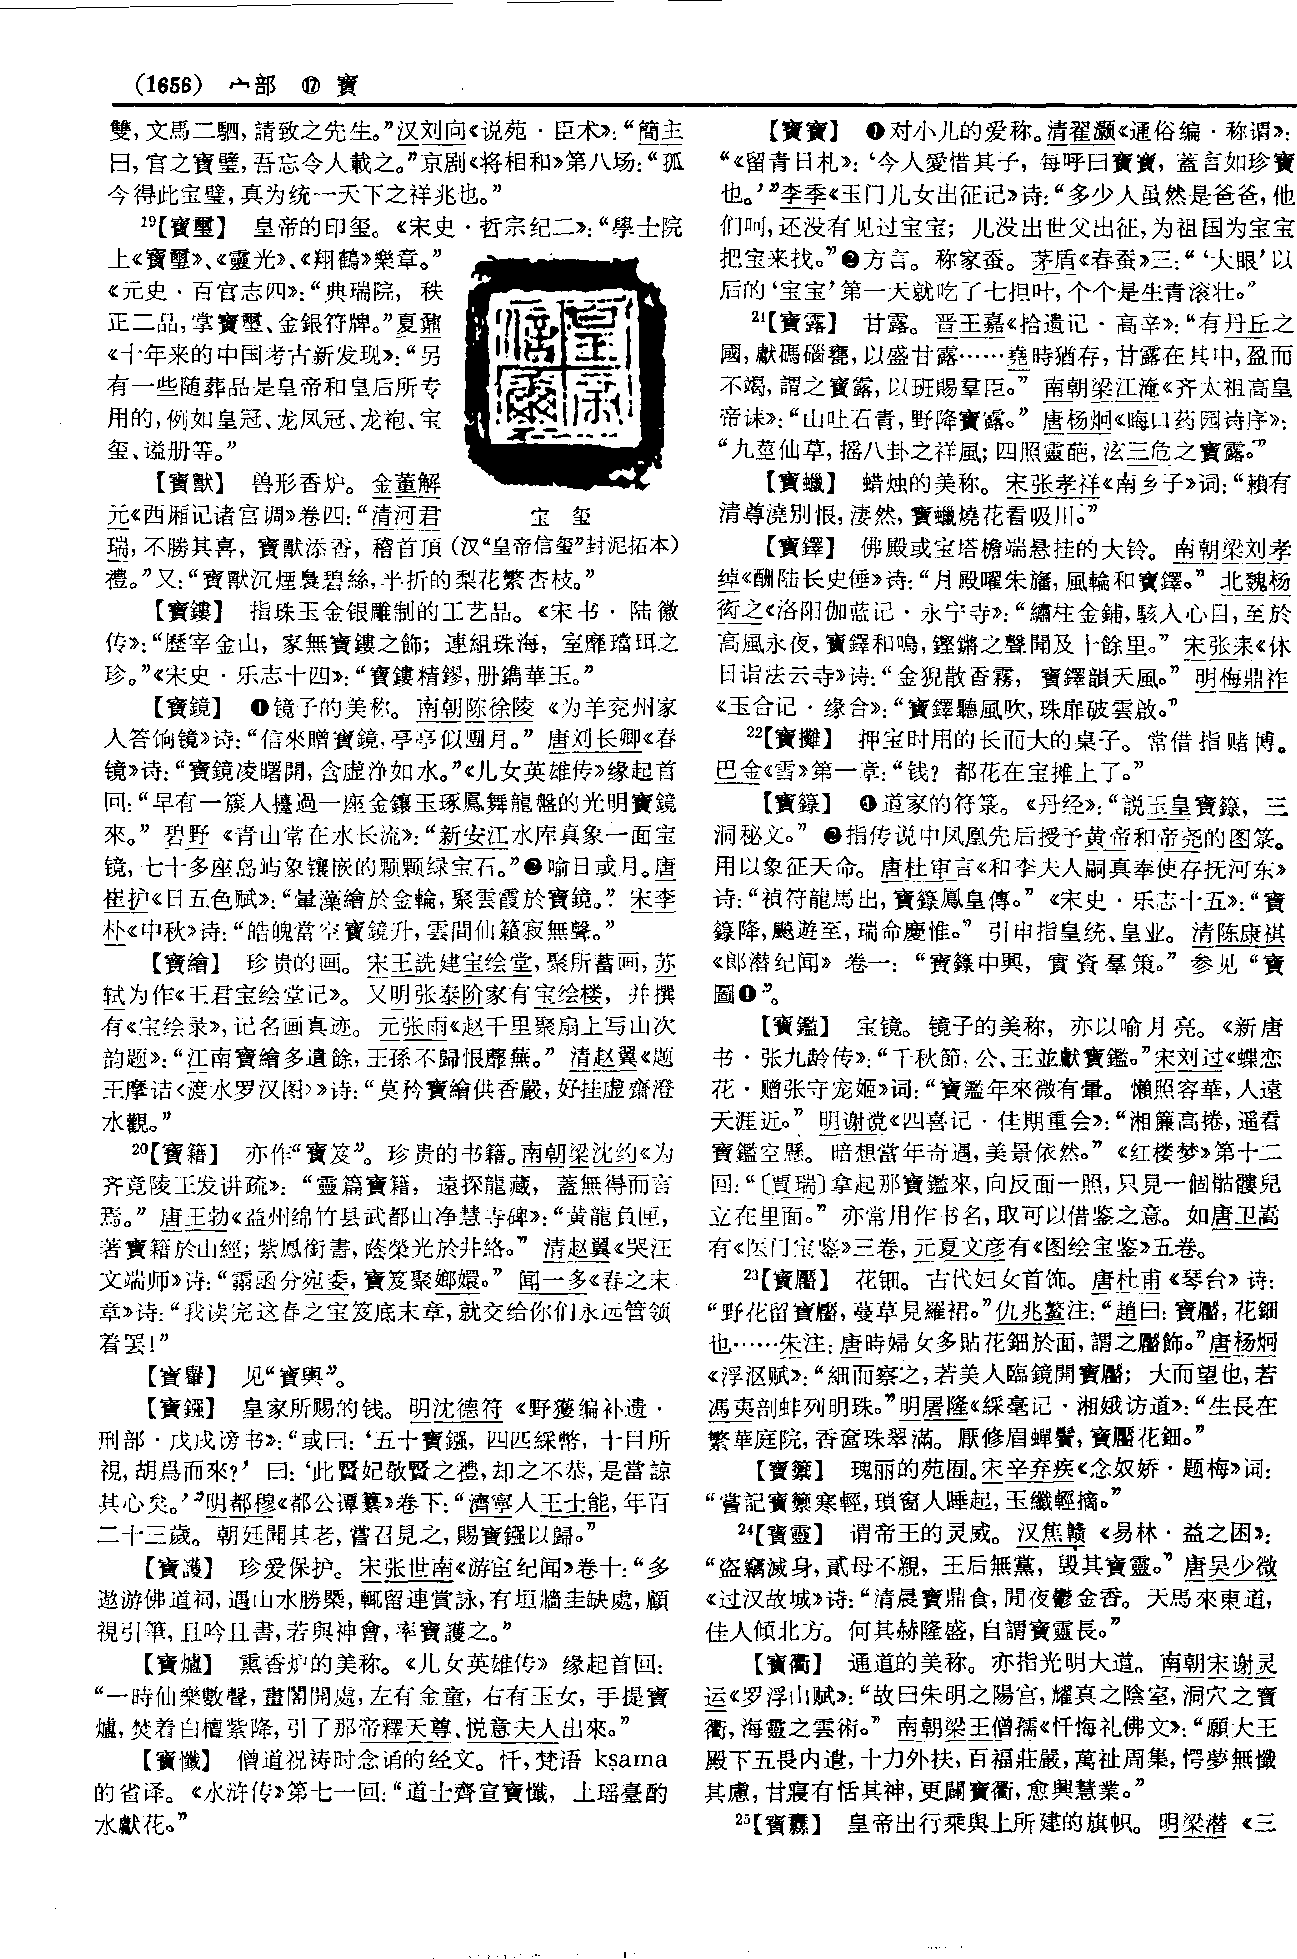 (1656) 宀部 ⑰ 寶
雙，文馬二駟，請致之先生。”汉刘向《说苑·臣术》：“簡主
曰，宫之寶璧，吾忘令人載之。”京剧《将相和》第八场：“孤
今得此宝璧，真为统一天下之祥兆也。”
19【寶璽】 皇帝的印玺。《宋史·哲宗纪二》：“學士院
上《寶璽》、《靈光》、《翔鶴》樂章。”
《元史·百官志四》：“典瑞院，秩
正二品，掌寶璽、金銀符牌。”夏鼐
《十年来的中国考古新发现》：“另
有一些随葬品是皇帝和皇后所专
用的，例如皇冠、龙凤冠、龙袍、宝
玺、谥册等。”
【寶獸】 兽形香炉。金董解
元《西厢记诸宫调》卷四：“清河君
瑞，不勝其喜，寶獸添香，稽首頂
禮。”又：“寶獸沉煙裊碧絲，半折的梨花繁杏枝。”
宝 玺
（汉“皇帝信玺”封泥拓本）
【寶鏤】 指珠玉金银雕制的工艺品。《宋书·陆徽
传》：“歷宰金山，家無寶鏤之飾；連組珠海，室靡璫珥之
珍。”《宋史·乐志十四》：“寶鏤精鏐，册鐫華玉。”
【寶鏡】 ❶镜子的美称。南朝陈徐陵《为羊兖州家
人答饷镜》诗：“信來贈寶鏡，亭亭似團月。”唐刘长卿《春
镜》诗：“寶鏡凌曙開，含虚净如水。”《儿女英雄传》缘起首
回：“早有一簇人擡過一座金鑲玉琢鳳舞龍盤的光明寶鏡
來。”碧野《青山常在水长流》：“新安江水库真象一面宝
镜，七十多座岛屿象镶嵌的颗颗绿宝石。”❷喻日或月。唐
崔护《日五色赋》：“暈藻繪於金輪，聚雲霞於寶鏡。”宋李
朴《中秋》诗：“皓魄當空寶鏡升，雲間仙籟寂無聲。”
【寶繪】 珍贵的画。宋王詵建宝绘堂，聚所蓄画，苏
轼为作《王君宝绘堂记》。又明张泰阶家有宝绘楼，并撰
有《宝绘录》，记名画真迹。元张雨《赵千里聚扇上写山次
韵题》：“江南寶繪多遺餘，王孫不歸恨蘼蕪。”清赵翼《题
王摩诘〈渡水罗汉图〉》诗：“莫矜寶繪供香嚴，好挂虚齋澄
水觀。”
20【寶籍】 亦作“寶笈”。珍贵的书籍。南朝梁沈约《为
齐竟陵王发讲疏》：“靈篇寶籍，遠探龍藏，蓋無得而言
焉。”唐王勃《益州绵竹县武都山净慧寺碑》：“黄龍負匣，
著寶籍於山經；紫鳳銜書，蔭榮光於井絡。”清赵翼《哭汪
文端师》诗：“霸函分宛委，寶笈聚嫏嬛。”闻一多《春之末
章》诗：“我读完这春之宝笈底末章，就交给你们永远管领
着罢！”
【寶轝】 见“寶輿”。
【寶鏹】 皇家所赐的钱。明沈德符《野獲编补遗·
刑部·戊戌谤书》：“或曰：‘五十寶鏹，四匹綵幣，十目所
視，胡爲而來？’曰：‘此賢妃敬賢之禮，却之不恭，是當諒
其心矣。’”明都穆《都公谭纂》卷下：“濟寧人王士能，年百
二十三歲。朝廷聞其老，嘗召見之，賜寶鏹以歸。”
【寶護】 珍爱保护。宋张世南《游宦纪闻》卷十：“多
遨游佛道祠，遇山水勝槩，輒留連賞詠，有垣牆圭缺處，顧
視引筆，且吟且書，若與神會，率寶護之。”
【寶爐】 熏香炉的美称。《儿女英雄传》缘起首回：
“一時仙樂數聲，畫閣開處，左有金童，右有玉女，手提寶
爐，焚着白檀紫降，引了那帝釋天尊、悦意夫人出來。”
【寶懺】 僧道祝祷时念诵的经文。忏，梵语 kṣama
的省译。《水浒传》第七一回：“道士齊宣寶懺，上瑶臺酌
水獻花。”
【寶寶】 ❶对小儿的爱称。清翟灏《通俗编·称谓》：
“《留青日札》：‘今人愛惜其子，每呼曰寶寶，蓋言如珍寶
也。’”李季《玉门儿女出征记》诗：“多少人虽然是爸爸，他
们呵，还没有见过宝宝；儿没出世父出征，为祖国为宝宝
把宝来找。”❷方言。称家蚕。茅盾《春蚕》三：“‘大眼’以
后的‘宝宝’第一天就吃了七担叶，个个是生青滚壮。”
21【寶露】 甘露。晋王嘉《拾遗记·高辛》：“有丹丘之
國，獻碼碯甕，以盛甘露……堯時猶存，甘露在其中，盈而
不竭，謂之寶露，以班賜羣臣。”南朝梁江淹《齐太祖高皇
帝诔》：“山吐石青，野降寶露。”唐杨炯《晦日药园诗序》：
“九莖仙草，摇八卦之祥風；四照靈葩，泫三危之寶露。”
【寶蠟】 蜡烛的美称。宋张孝祥《南乡子》词：“賴有
清尊澆别恨，淒然，寶蠟燒花看吸川。”
【寶鐸】 佛殿或宝塔檐端悬挂的大铃。南朝梁刘孝
绰《酬陆长史倕》诗：“月殿曜朱旛，風輪和寶鐸。”北魏杨
衒之《洛阳伽蓝记·永宁寺》：“繡柱金鋪，駭人心目，至於
高風永夜，寶鐸和鳴，鏗鏘之聲聞及十餘里。”宋张耒《休
日诣法云寺》诗：“金猊散香霧，寶鐸韻天風。”明梅鼎祚
《玉合记·缘合》：“寶鐸聽風吹，珠扉破雲啟。”
22【寶攤】 押宝时用的长而大的桌子。常借指赌博。
巴金《雪》第一章：“钱？都花在宝摊上了。”
【寶籙】 ❶道家的符箓。《丹经》：“説玉皇寶籙，三
洞秘文。”❷指传说中凤凰先后授予黄帝和帝尧的图箓。
用以象征天命。唐杜审言《和李大人嗣真奉使存抚河东》
诗：“禎符龍馬出，寶籙鳳皇傳。”《宋史·乐志十五》：“寶
籙降，飈遊至，瑞命慶惟。”引申指皇统、皇业。清陈康祺
《郎潜纪闻》卷一：“寶籙中興，實資羣策。”参见“寶
圖❶”。
【寶鑑】 宝镜。镜子的美称，亦以喻月亮。《新唐
书·张九龄传》：“千秋節，公、王並獻寶鑑。”宋刘过《蝶恋
花·赠张守宠姬》词：“寶鑑年來微有暈。懶照容華，人遠
天涯近。”明谢谠《四喜记·佳期重会》：“湘簾高捲，遥看
寶鑑空懸。暗想當年奇遇，美景依然。”《红楼梦》第十二
回：“〔賈瑞〕拿起那寶鑑來，向反面一照，只見一個骷髏兒
立在里面。”亦常用作书名，取可以借鉴之意。如唐卫嵩
有《医门宝鉴》三卷，元夏文彦有《图绘宝鉴》五卷。
23【寶靨】 花钿。古代妇女首饰。唐杜甫《琴台》诗：
“野花留寶靨，蔓草見羅裙。”仇兆鳌注：“趙曰：寶靨，花鈿
也……朱注：唐時婦女多貼花鈿於面，謂之靨飾。”唐杨炯
《浮沤赋》：“細而察之，若美人臨鏡開寶靨；大而望也，若
馮夷剖蚌列明珠。”明屠隆《綵毫记·湘娥访道》：“生長在
繁華庭院，香奩珠翠滿。厭修眉蟬鬢，寶靨花鈿。”
【寶籞】 瑰丽的苑囿。宋辛弃疾《念奴娇·题梅》词：
“嘗記寶籞寒輕，瑣窗人睡起，玉纖輕摘。”
24【寶靈】 谓帝王的灵威。汉焦赣《易林·益之困》：
“盗竊滅身，貳母不親，王后無黨，毁其寶靈。”唐吴少微
《过汉故城》诗：“清晨寶鼎食，閒夜鬱金香。天馬來東道，
佳人傾北方。何其赫隆盛，自謂寶靈長。”
【寶衢】 通道的美称。亦指光明大道。南朝宋谢灵
运《罗浮山赋》：“故曰朱明之陽宫，耀真之陰室，洞穴之寶
衢，海靈之雲術。”南朝梁王僧孺《忏悔礼佛文》：“願大王
殿下五畏内遣，十力外扶，百福莊嚴，萬祉周集，愕夢無懺
其慮，甘寢有恬其神，更闢寶衢，愈興慧業。”
25【寶纛】 皇帝出行乘舆上所建的旗帜。明梁潜《三